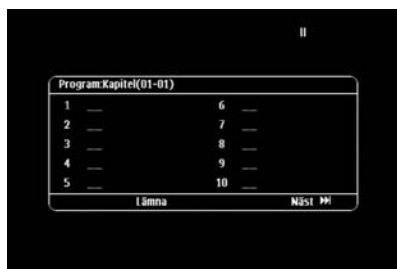 Program:Kapitel(01-01)
1 __ 6 __
2 __ 7 __
3 __ 8 __
4 __ 9 __
5 __ 10 __
Lämna Näst